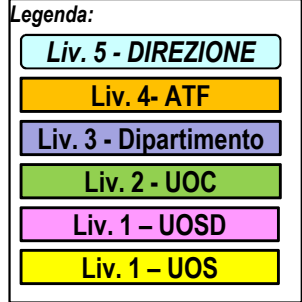 Legenda:
Liv. 5 - DIREZIONE
Liv. 4- ATF
Liv. 3 - Dipartimento
Liv. 2 - UOC
Liv. 1 – UOSD
Liv. 1 – UOS